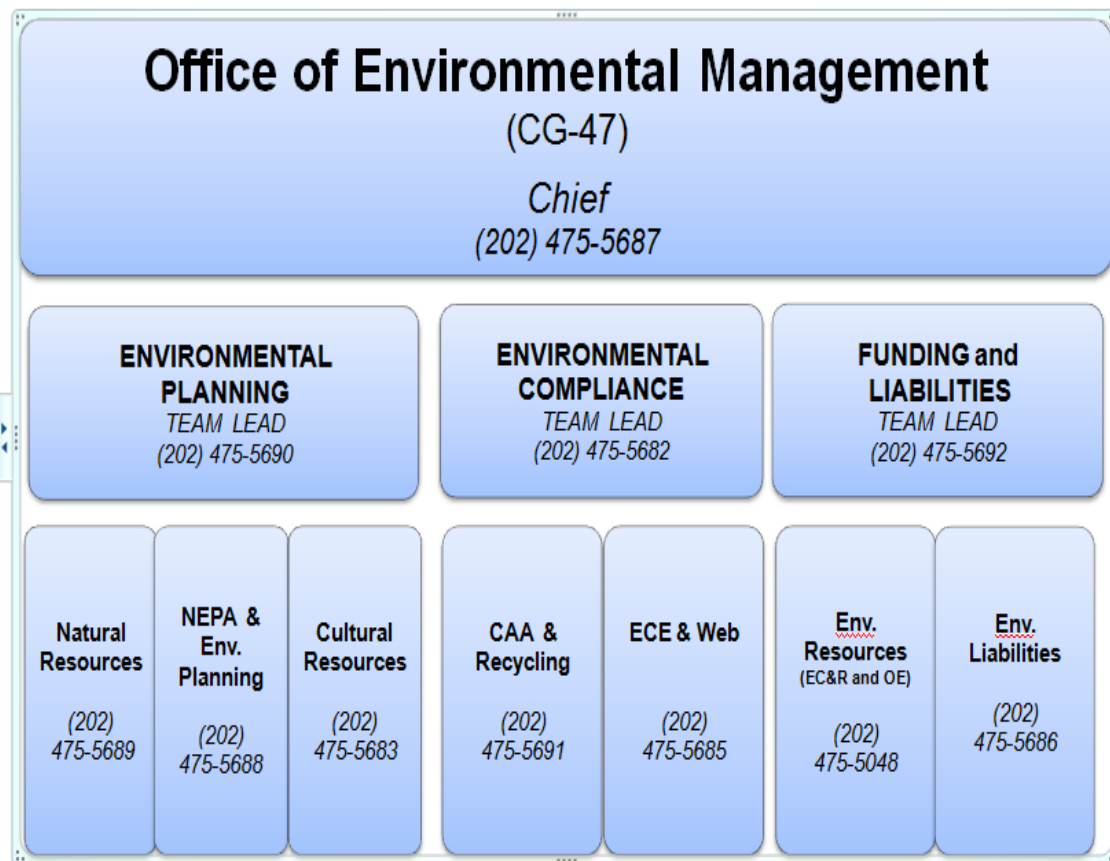 Office of Environmental Management
(CG-47)
Chief
(202) 475-5687
ENVIRONMENTAL
PLANNING
TEAM LEAD
(202) 475-5690
ENVIRONMENTAL
COMPLIANCE
TEAM LEAD
(202) 475-5682
FUNDING and
LIABILITIES
TEAM LEAD
(202) 475-5692
Natural
Resources
(202)
475-5689
NEPA &
Env.
Planning
(202)
475-5688
Cultural
Resources
(202)
475-5683
CAA &
Recycling
(202)
475-5691
ECE & Web
(202)
475-5685
Env.
Resources
(EC&R and OE)
(202)
475-5048
Env.
Liabilities
(202)
475-5686